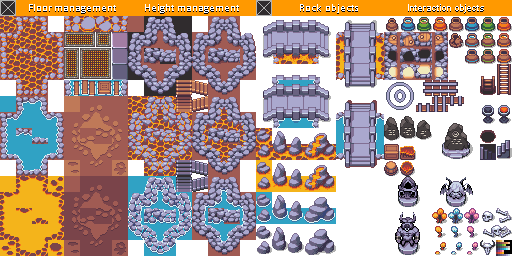 Floor management
Height management
Rock objects
Interaction objects